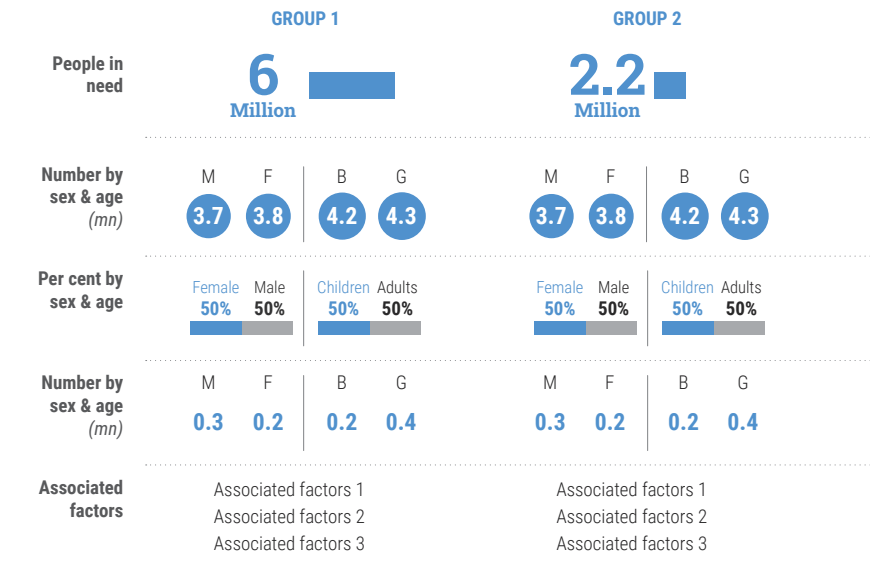 GROUP 1 GROUP 2
People in
need
6
Million
2.2
Million
Number by
sex & age
(mn)
M F B G M F B G
3.7 3.8 4.2 4.3 3.7 3.8 4.2 4.3
Per cent by
sex & age
Female Male Children Adults Female Male Children Adults
50% 50% 50% 50% 50% 50% 50% 50%
Number by
sex & age
(mn)
M F B G M F B G
0.3 0.2 0.2 0.4 0.3 0.2 0.2 0.4
Associated
factors
Associated factors 1 Associated factors 1
Associated factors 2 Associated factors 2
Associated factors 3 Associated factors 3